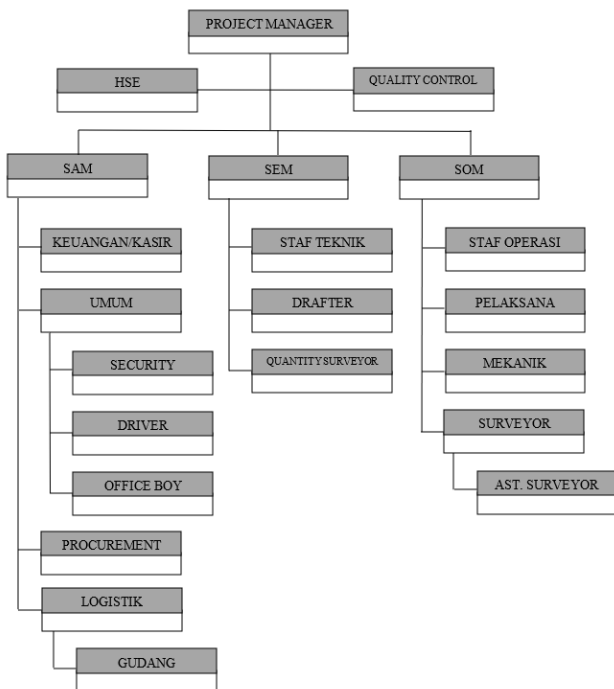 PROJECT MANAGER
HSE
QUALITY CONTROL
SAM
SEM
SOM
KEUANGAN/KASIR
UMUM
SECURITY
DRIVER
OFFICE BOY
PROCUREMENT
LOGISTIK
GUDANG
STAF TEKNIK
DRAFTER
QUANTITY SURVEYOR
STAF OPERASI
PELAKSANA
MEKANIK
SURVEYOR
AST. SURVEYOR